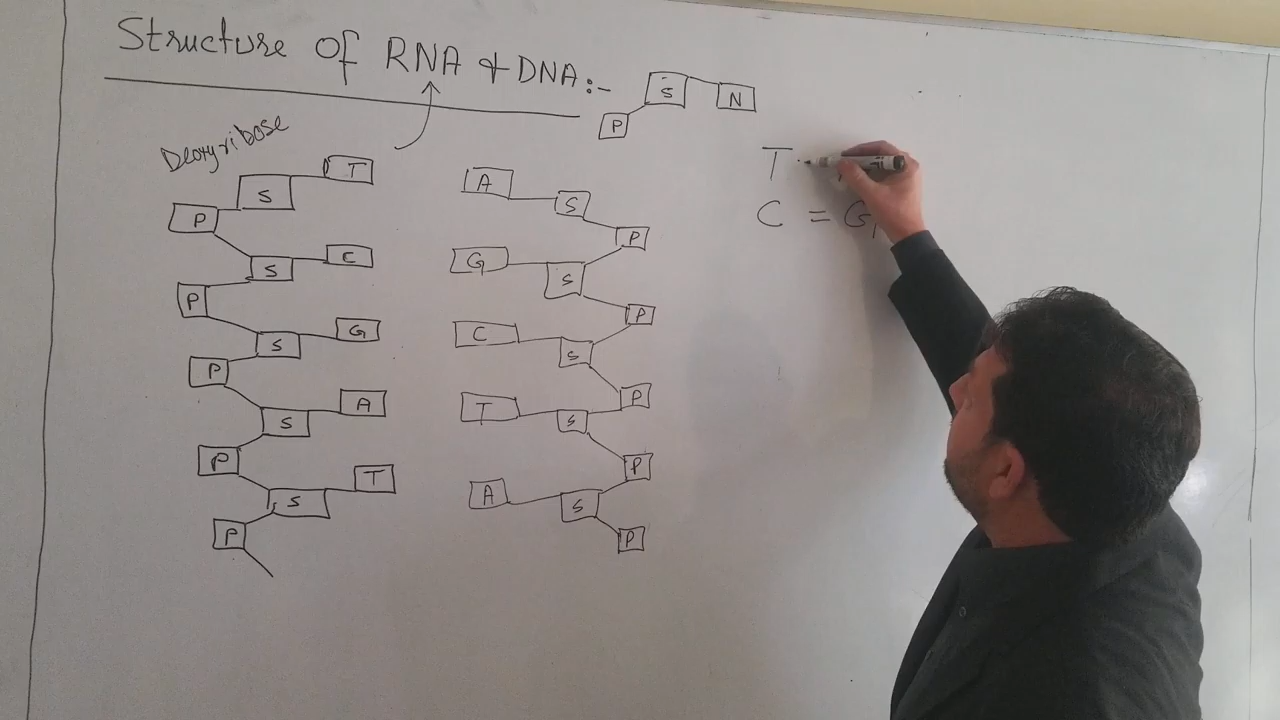 Structure Of RNA & DNA:-
P S N
Deoxyribose
S T
P
S C
P
S G
P
S A
P
S T
P
A S
P
G S
P
C S
P
T S
P
A S
P
T
C = G